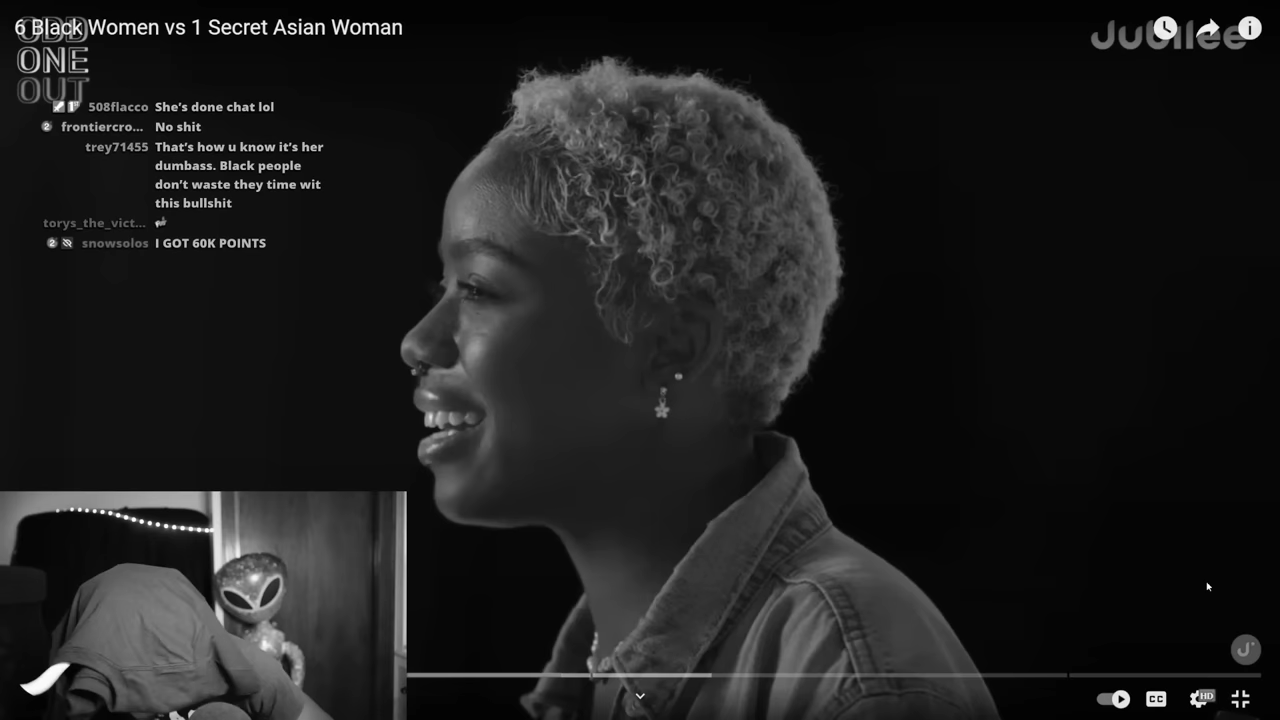 6 Black Women vs 1 Secret Asian Woman
Jubilee
ODD
ONE
OUT
508flacco She's done chat lol
frontiercro... No shit
trey71455 That's how u know it's her
dumbass. Black people
don't waste they time wit
this bullshit
torys_the_vict...
snowsolos I GOT 60K POINTS
CC
HD